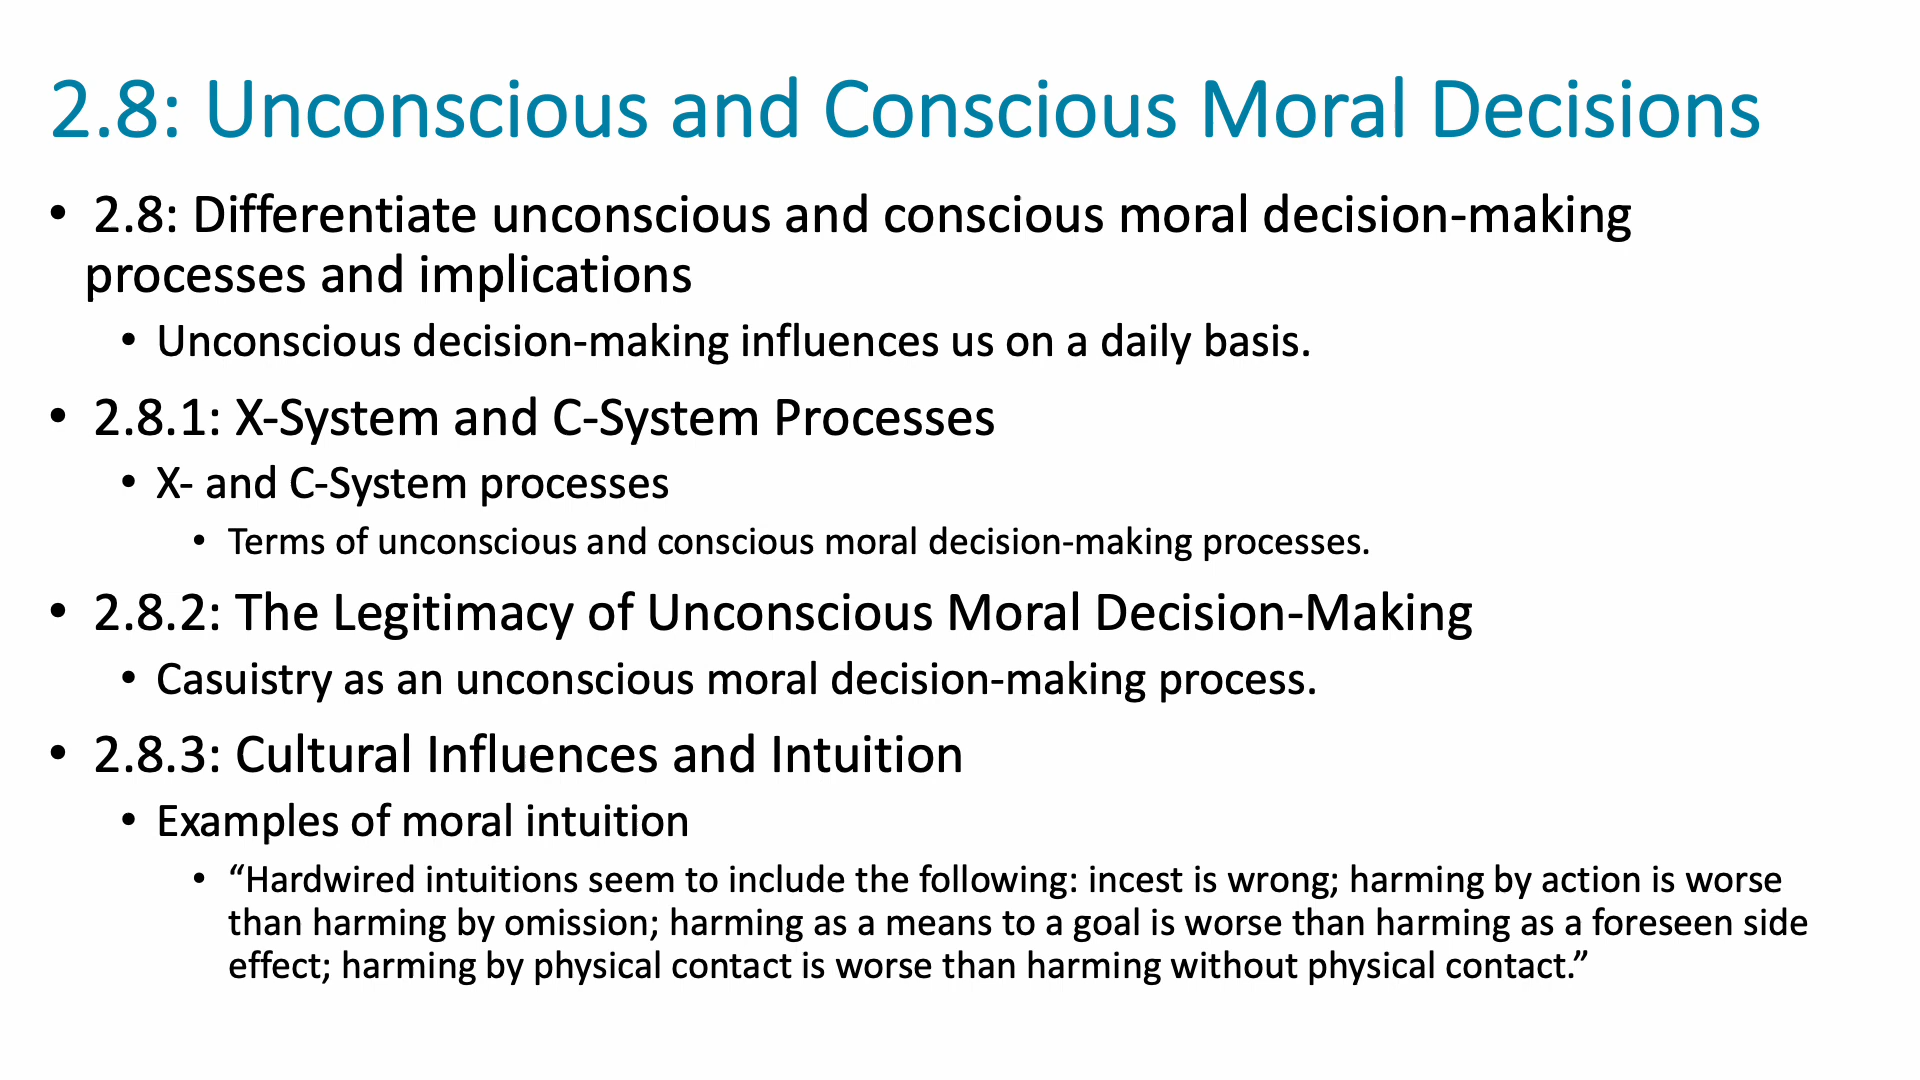 2.8: Unconscious and Conscious Moral Decisions
• 2.8: Differentiate unconscious and conscious moral decision-making
processes and implications
• Unconscious decision-making influences us on a daily basis.
• 2.8.1: X-System and C-System Processes
• X- and C-System processes
• Terms of unconscious and conscious moral decision-making processes.
• 2.8.2: The Legitimacy of Unconscious Moral Decision-Making
• Casuistry as an unconscious moral decision-making process.
• 2.8.3: Cultural Influences and Intuition
• Examples of moral intuition
• “Hardwired intuitions seem to include the following: incest is wrong; harming by action is worse
than harming by omission; harming as a means to a goal is worse than harming as a foreseen side
effect; harming by physical contact is worse than harming without physical contact.”